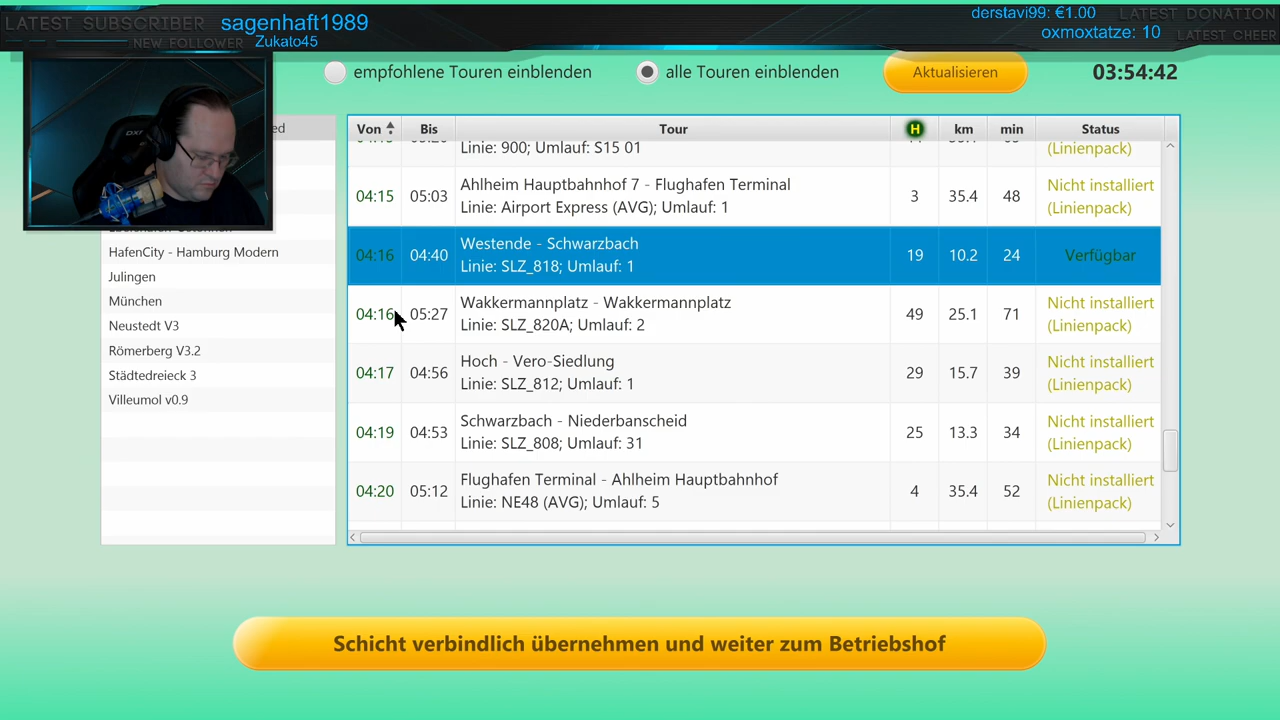 LATEST SUBSCRIBER
sagenhaft1989
NEW FOLLOWER
Zukato45
derstavi99: €1.00
LATEST DONATION
oxmoxtatze: 10
LATEST CHEER
empfohlene Touren einblenden
alle Touren einblenden
Aktualisieren
03:54:42
HafenCity - Hamburg Modern
Julingen
München
Neustedt V3
Römerberg V3.2
Städtedreieck 3
Villeumol v0.9
Von Bis Tour H km min Status
Linie: 900; Umlauf: S15 01
(Linienpack)
04:15 05:03 Ahlheim Hauptbahnhof 7 - Flughafen Terminal 3 35.4 48 Nicht installiert
Linie: Airport Express (AVG); Umlauf: 1 (Linienpack)
04:16 04:40 Westende - Schwarzbach 19 10.2 24 Verfügbar
Linie: SLZ_818; Umlauf: 1
04:16 05:27 Wakkermannplatz - Wakkermannplatz 49 25.1 71 Nicht installiert
Linie: SLZ_820A; Umlauf: 2 (Linienpack)
04:17 04:56 Hoch - Vero-Siedlung 29 15.7 39 Nicht installiert
Linie: SLZ_812; Umlauf: 1 (Linienpack)
04:19 04:53 Schwarzbach - Niederbanscheid 25 13.3 34 Nicht installiert
Linie: SLZ_808; Umlauf: 31 (Linienpack)
04:20 05:12 Flughafen Terminal - Ahlheim Hauptbahnhof 4 35.4 52 Nicht installiert
Linie: NE48 (AVG); Umlauf: 5 (Linienpack)
Schicht verbindlich übernehmen und weiter zum Betriebshof